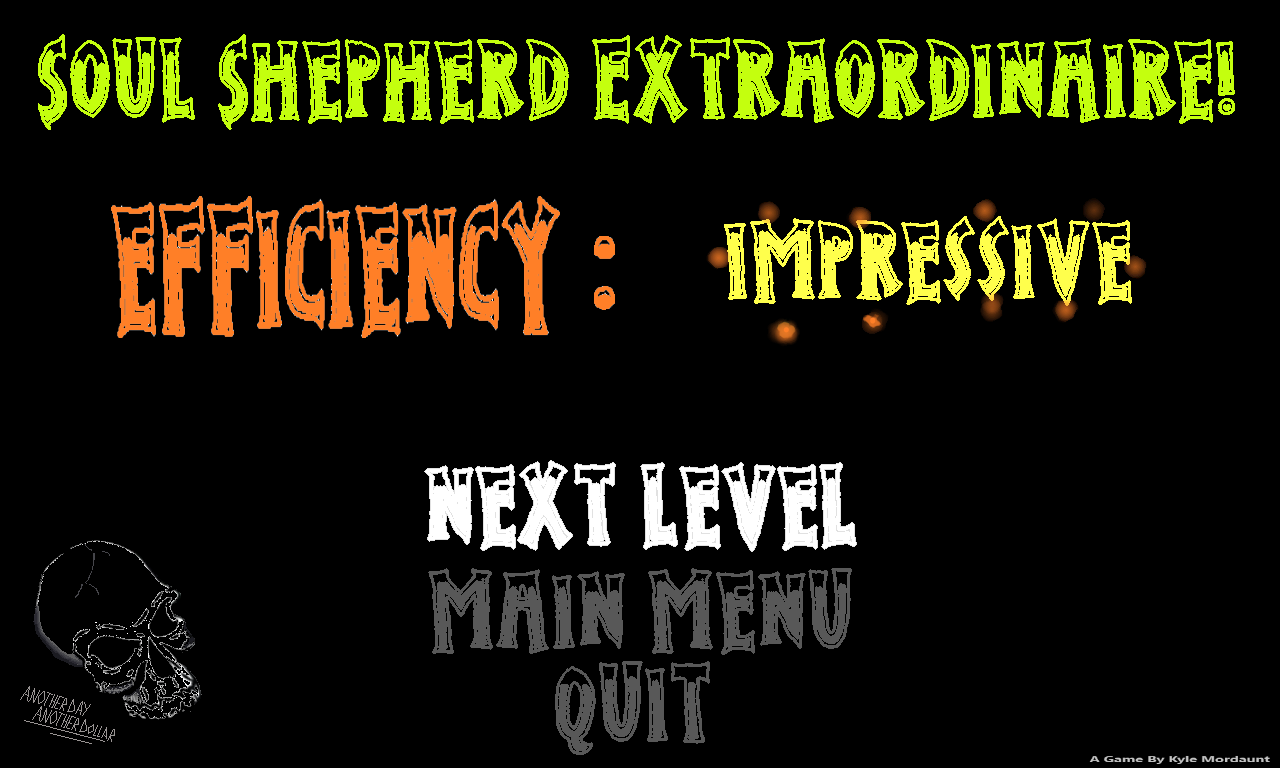 SOUL SHEPHERD EXTRAORDINAIRE!
EFFICIENCY : IMPRESSIVE
NEXT LEVEL
MAIN MENU
QUIT
ANOTHER DAY
ANOTHER DOLLAR
A Game By Kyle Mordaunt